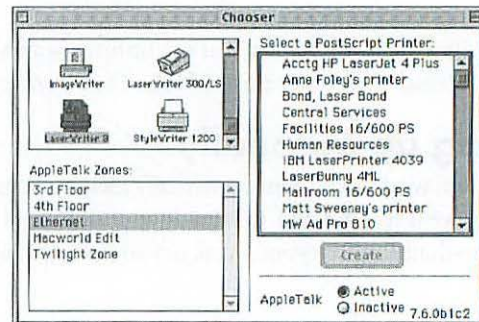 Chooser
ImageWriter
LaserWriter 300/LS
LaserWriter 8
StyleWriter 1200
AppleTalk Zones:
3rd Floor
4th Floor
Ethernet
Macworld Edit
Twilight Zone
Select a PostScript Printer:
Acctg HP LaserJet 4 Plus
Anne Foley's printer
Bond, Laser Bond
Central Services
Facilities 16/600 PS
Human Resources
IBM LaserPrinter 4039
LaserBunny 4ML
Mailroom 16/600 PS
Matt Sweeney's printer
MW Ad Pro 810
Create
AppleTalk
Active
Inactive
7.6.0b1c2